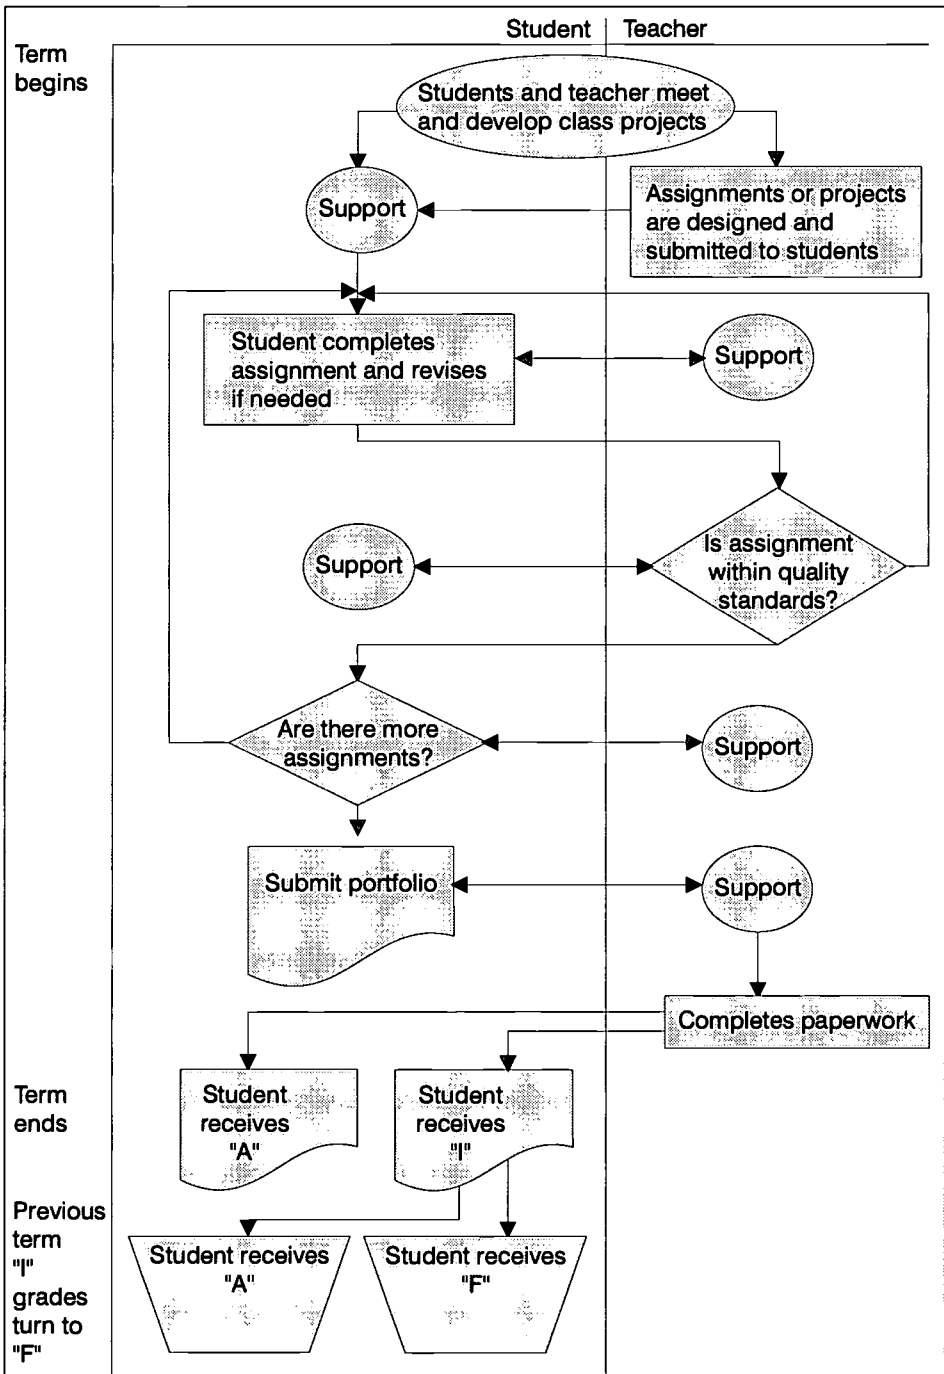 Student Teacher
Term
begins
Students and teacher meet
and develop class projects
Support
Assignments or projects
are designed and
submitted to students
Student completes
assignment and revises
if needed
Support
Support
Is assignment
within quality
standards?
Are there more
assignments?
Support
Submit portfolio
Support
Completes paperwork
Term
ends
Student
receives
"A"
Student
receives
"I"
Previous
term
"I"
grades
turn to
"F"
Student receives
"A"
Student receives
"F"